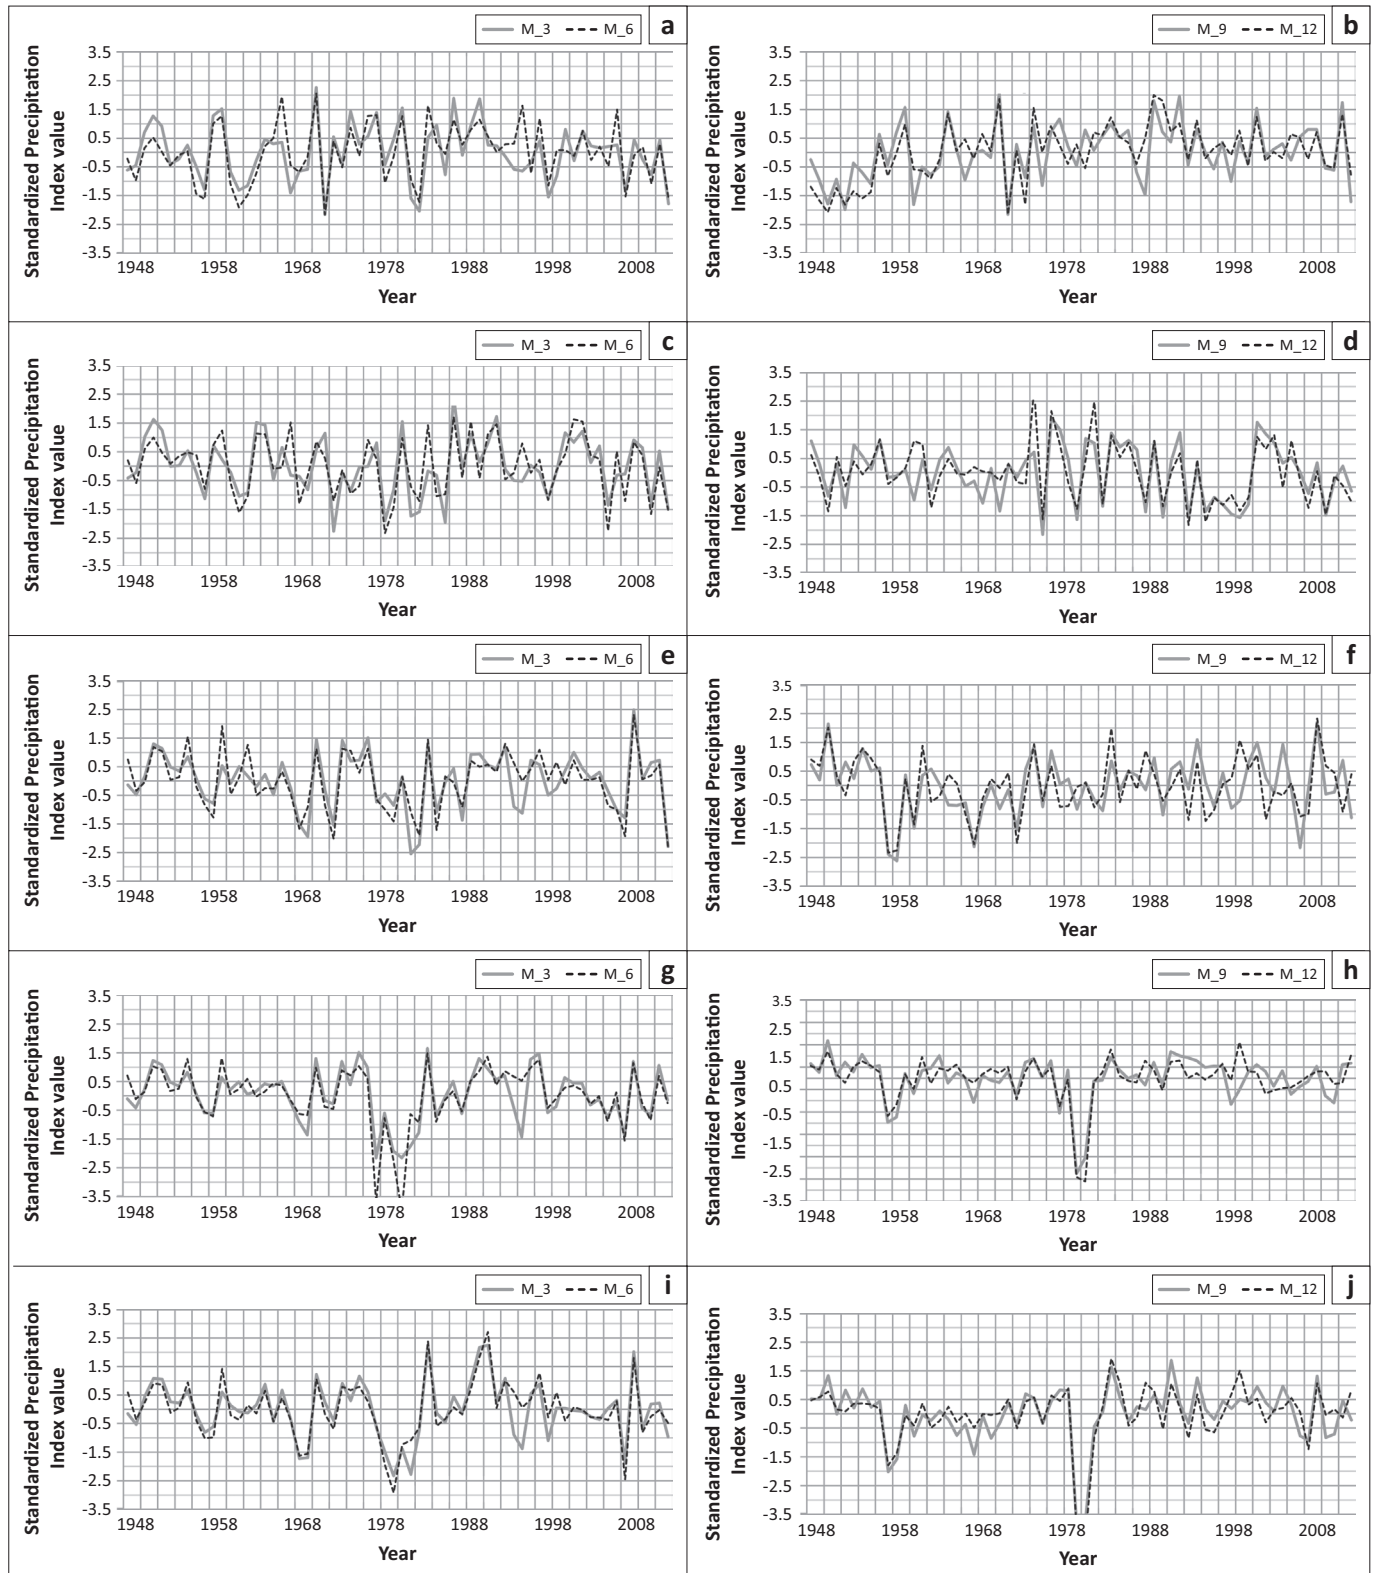 M_3 M_6 a
Standardized Precipitation
Index value
3.5
2.5
1.5
0.5
-0.5
-1.5
-2.5
-3.5
1948 1958 1968 1978 1988 1998 2008
Year
M_9 M_12 b
Standardized Precipitation
Index value
3.5
2.5
1.5
0.5
-0.5
-1.5
-2.5
-3.5
1948 1958 1968 1978 1988 1998 2008
Year
M_3 M_6 c
Standardized Precipitation
Index value
3.5
2.5
1.5
0.5
-0.5
-1.5
-2.5
-3.5
1948 1958 1968 1978 1988 1998 2008
Year
M_9 M_12 d
Standardized Precipitation
Index value
3.5
2.5
1.5
0.5
-0.5
-1.5
-2.5
-3.5
1948 1958 1968 1978 1988 1998 2008
Year
M_3 M_6 e
Standardized Precipitation
Index value
3.5
2.5
1.5
0.5
-0.5
-1.5
-2.5
-3.5
1948 1958 1968 1978 1988 1998 2008
Year
M_9 M_12 f
Standardized Precipitation
Index value
3.5
2.5
1.5
0.5
-0.5
-1.5
-2.5
-3.5
1948 1958 1968 1978 1988 1998 2008
Year
M_3 M_6 g
Standardized Precipitation
Index value
3.5
2.5
1.5
0.5
-0.5
-1.5
-2.5
-3.5
1948 1958 1968 1978 1988 1998 2008
Year
M_9 M_12 h
Standardized Precipitation
Index value
3.5
2.5
1.5
0.5
-0.5
-1.5
-2.5
-3.5
1948 1958 1968 1978 1988 1998 2008
Year
M_3 M_6 i
Standardized Precipitation
Index value
3.5
2.5
1.5
0.5
-0.5
-1.5
-2.5
-3.5
1948 1958 1968 1978 1988 1998 2008
Year
M_9 M_12 j
Standardized Precipitation
Index value
3.5
2.5
1.5
0.5
-0.5
-1.5
-2.5
-3.5
1948 1958 1968 1978 1988 1998 2008
Year